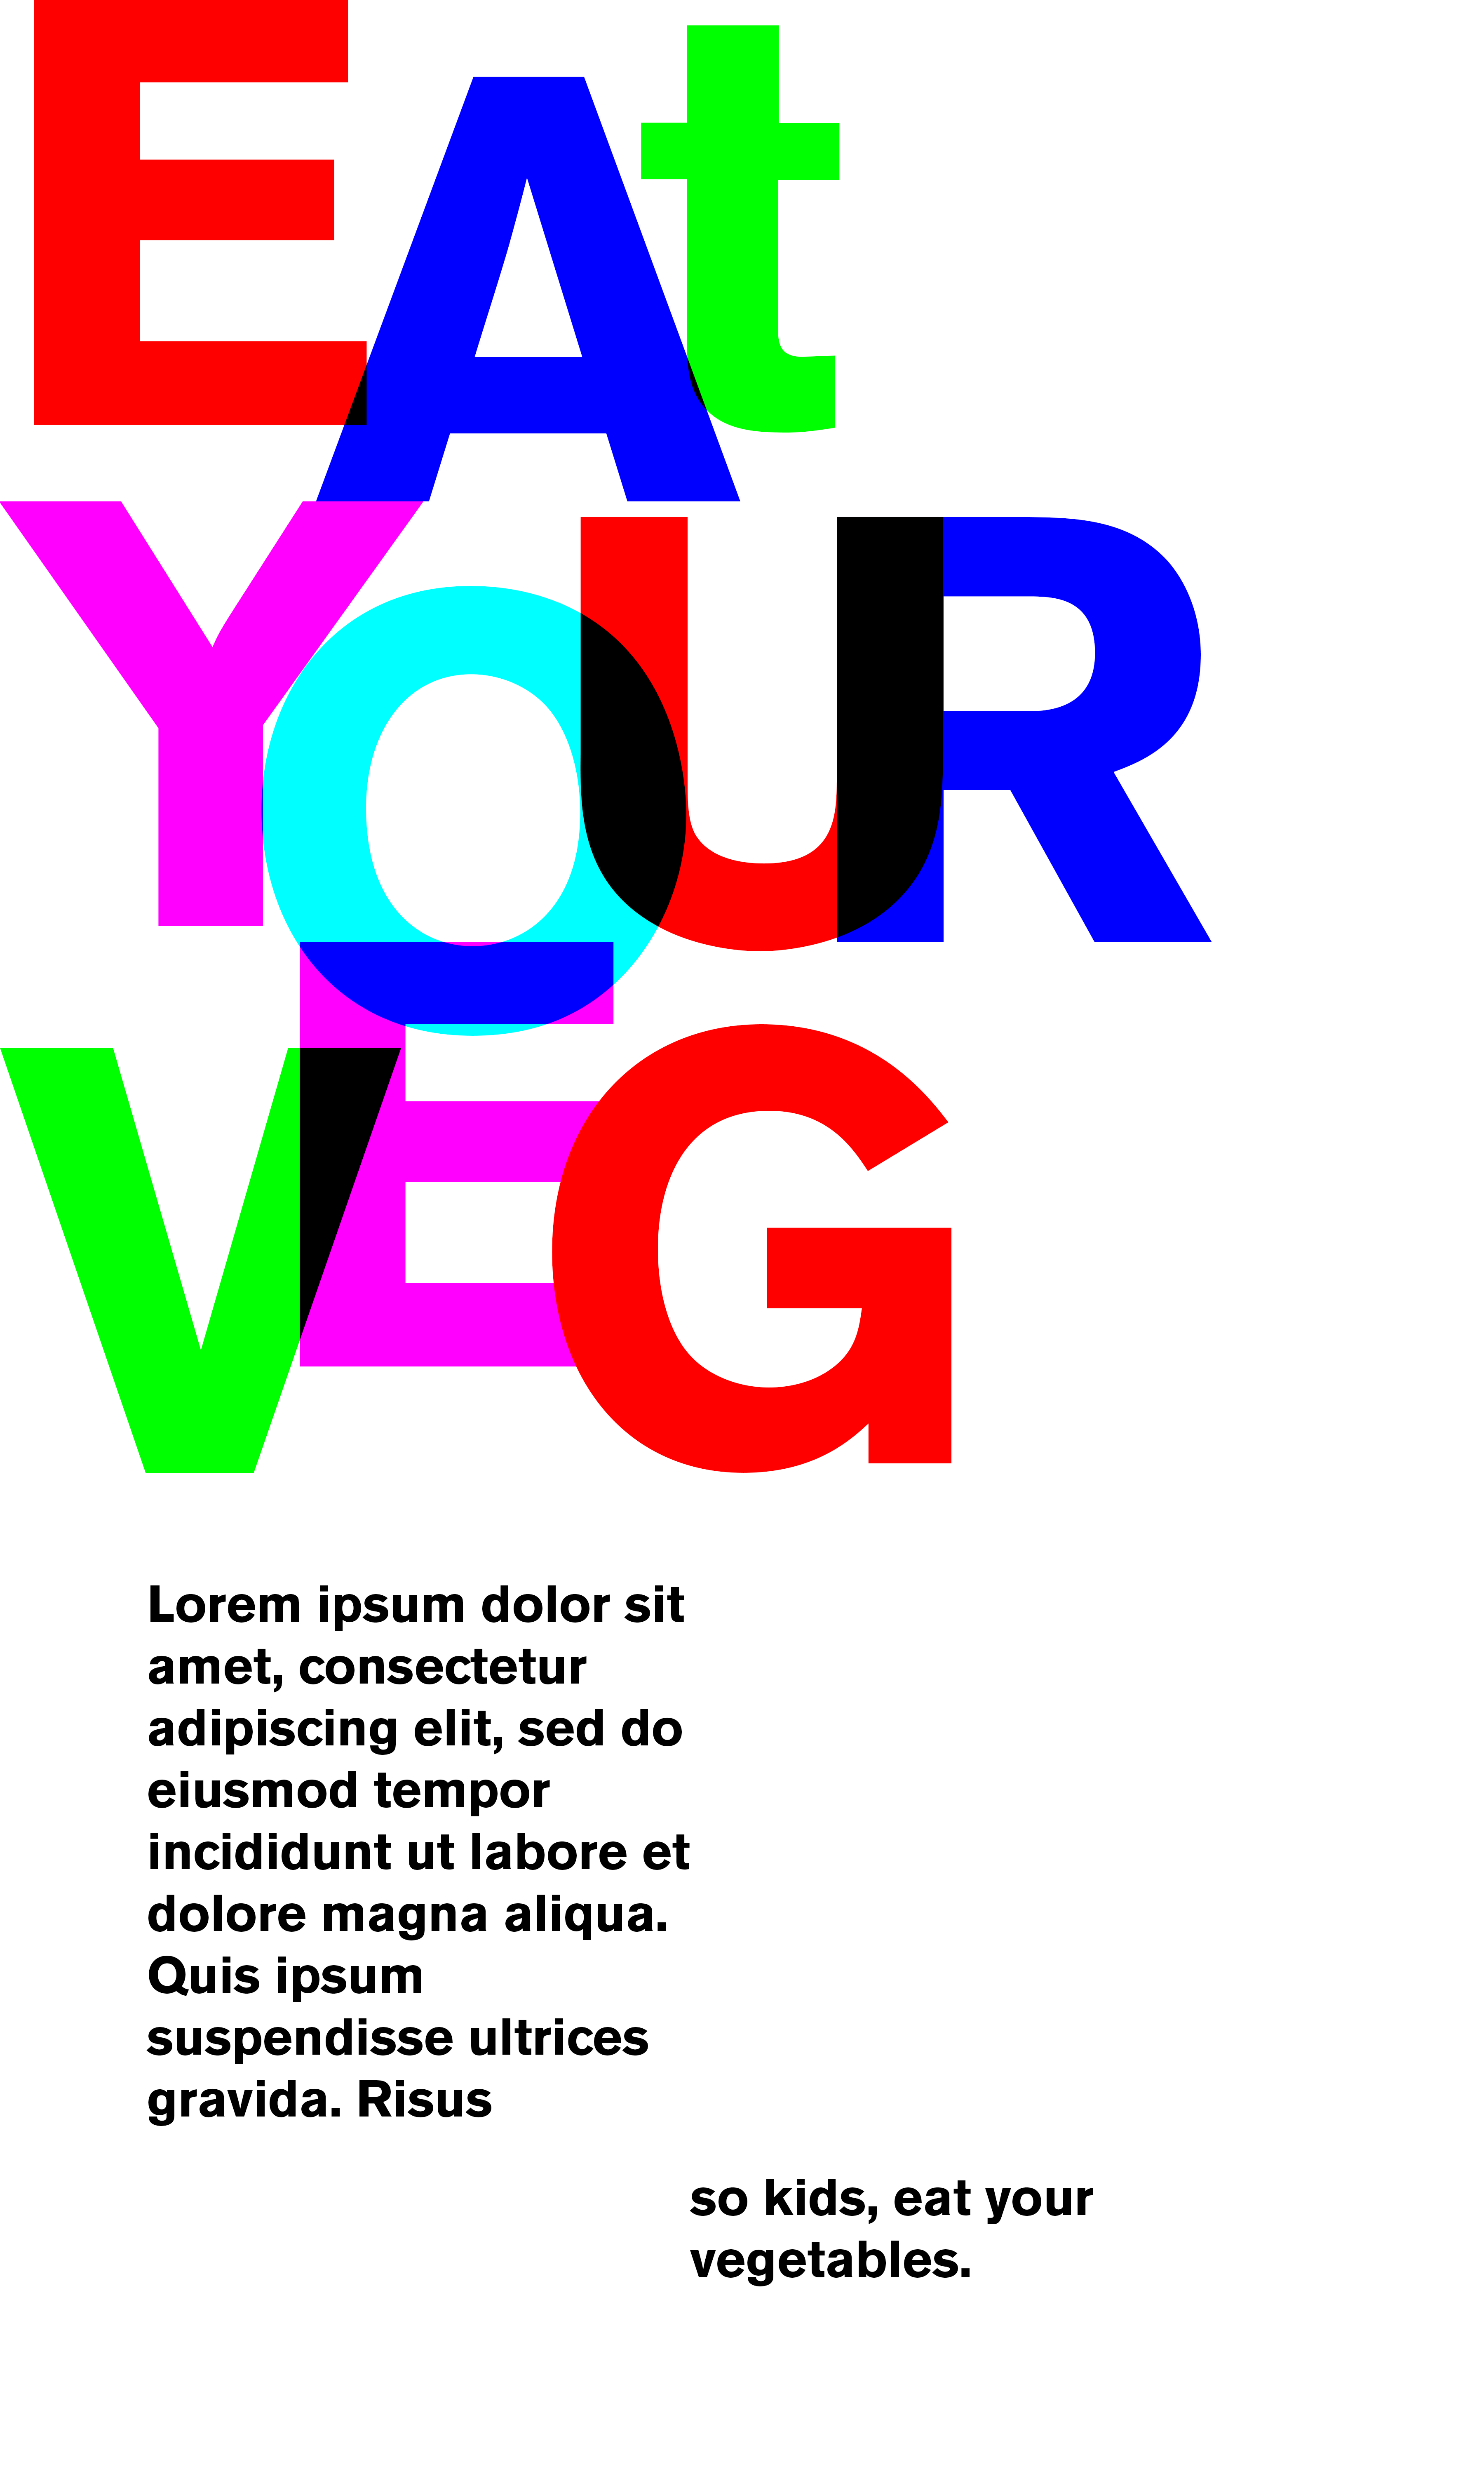 EAt
YOUR
VEG
Lorem ipsum dolor sit
amet, consectetur
adipiscing elit, sed do
eiusmod tempor
incididunt ut labore et
dolore magna aliqua.
Quis ipsum
suspendisse ultrices
gravida. Risus
so kids, eat your
vegetables.